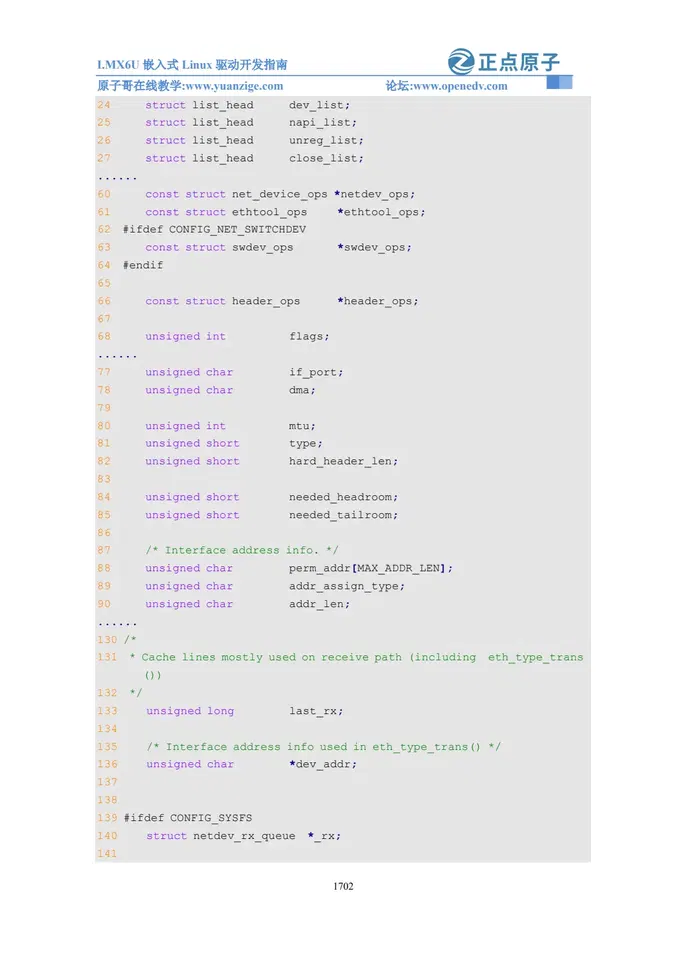 I.MX6U 嵌入式 Linux 驱动开发指南
正点原子
原子哥在线教学:www.yuanzige.com 论坛:www.openedv.com
24 struct list_head dev_list;
25 struct list_head napi_list;
26 struct list_head unreg_list;
27 struct list_head close_list;
......
60 const struct net_device_ops *netdev_ops;
61 const struct ethtool_ops *ethtool_ops;
62 #ifdef CONFIG_NET_SWITCHDEV
63 const struct swdev_ops *swdev_ops;
64 #endif
65
66 const struct header_ops *header_ops;
67
68 unsigned int flags;
......
77 unsigned char if_port;
78 unsigned char dma;
79
80 unsigned int mtu;
81 unsigned short type;
82 unsigned short hard_header_len;
83
84 unsigned short needed_headroom;
85 unsigned short needed_tailroom;
86
87 /* Interface address info. */
88 unsigned char perm_addr[MAX_ADDR_LEN];
89 unsigned char addr_assign_type;
90 unsigned char addr_len;
......
130 /*
131 * Cache lines mostly used on receive path (including eth_type_trans
())
132 */
133 unsigned long last_rx;
134
135 /* Interface address info used in eth_type_trans() */
136 unsigned char *dev_addr;
137
138
139 #ifdef CONFIG_SYSFS
140 struct netdev_rx_queue *_rx;
141
1702